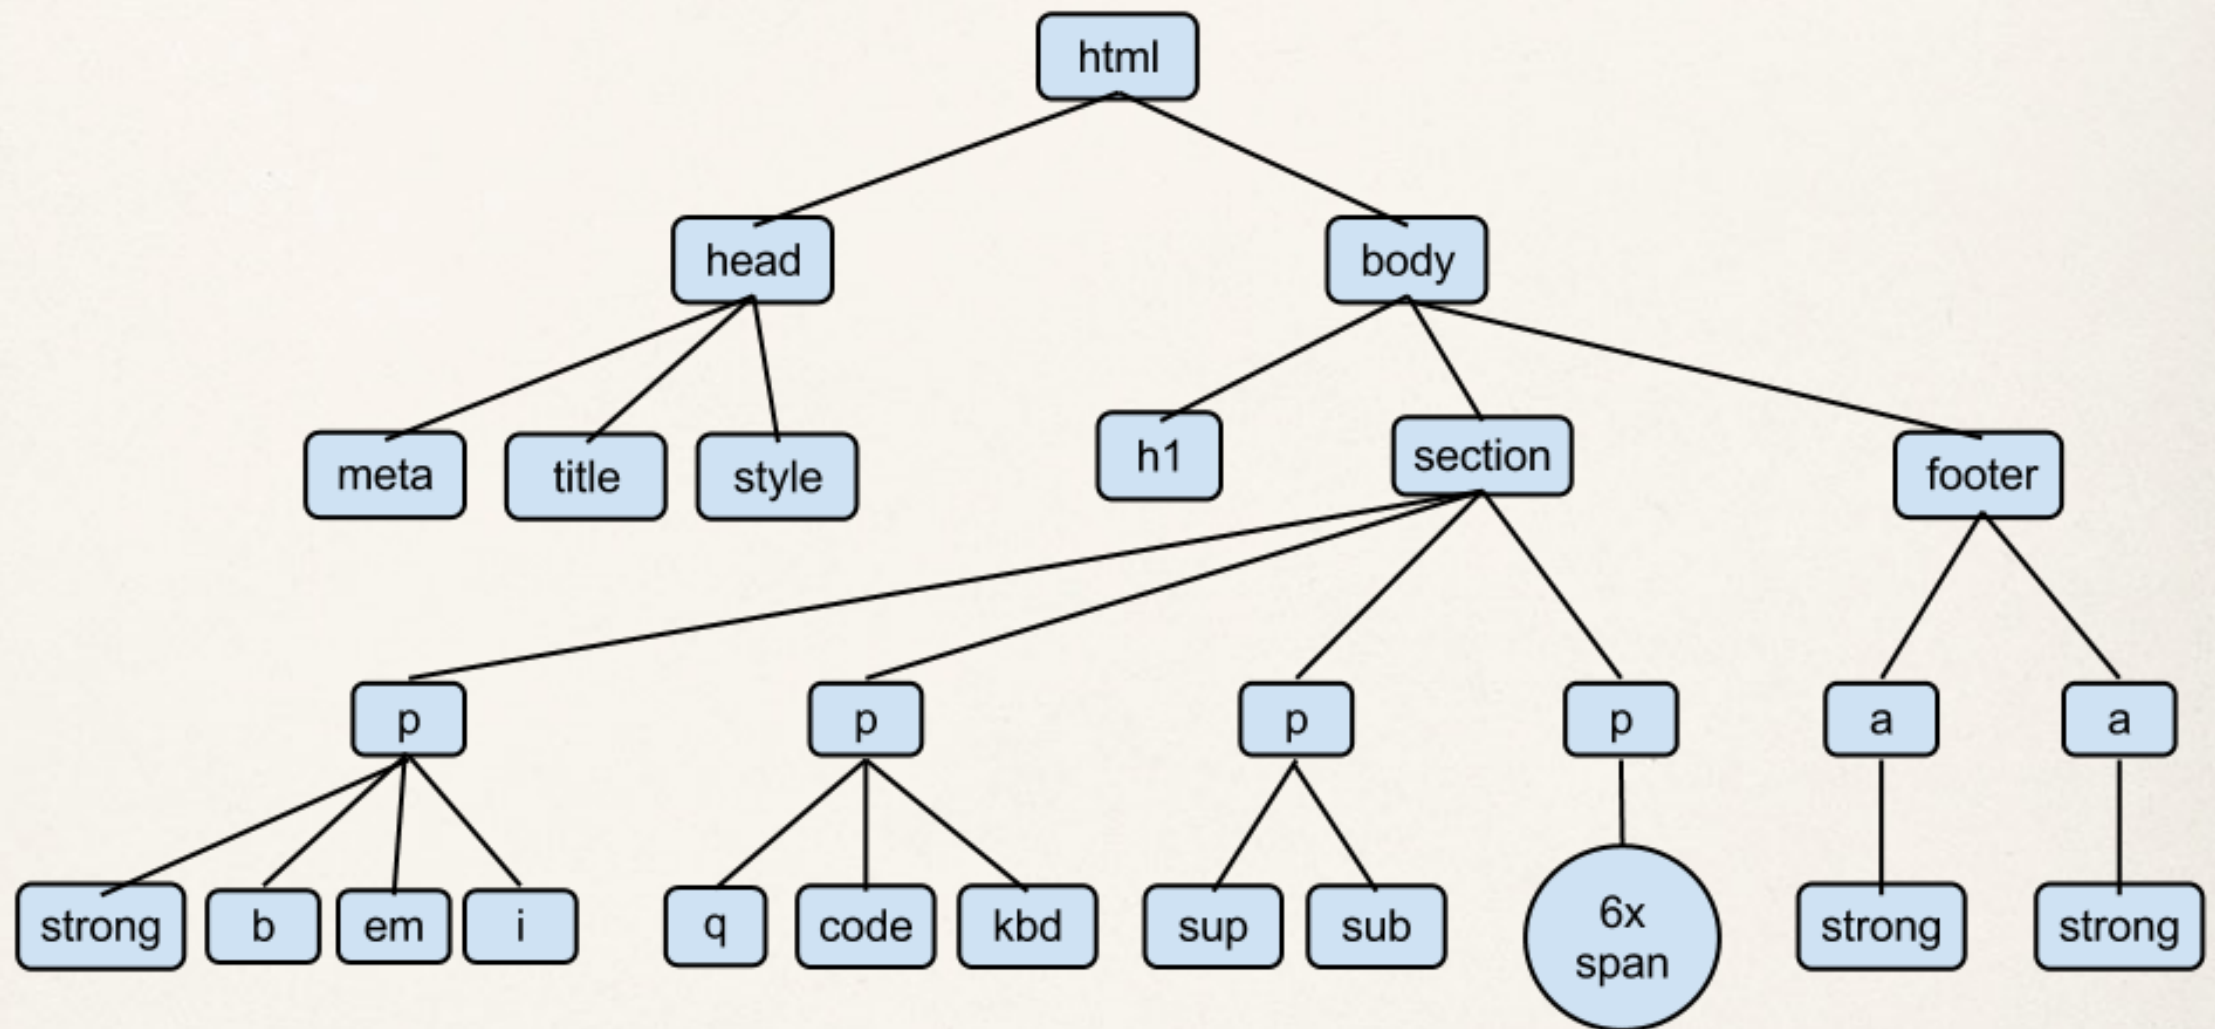 html
head
body
meta
title
style
h1
section
footer
p
p
p
p
a
a
strong
b
em
i
q
code
kbd
sup
sub
6x
span
strong
strong